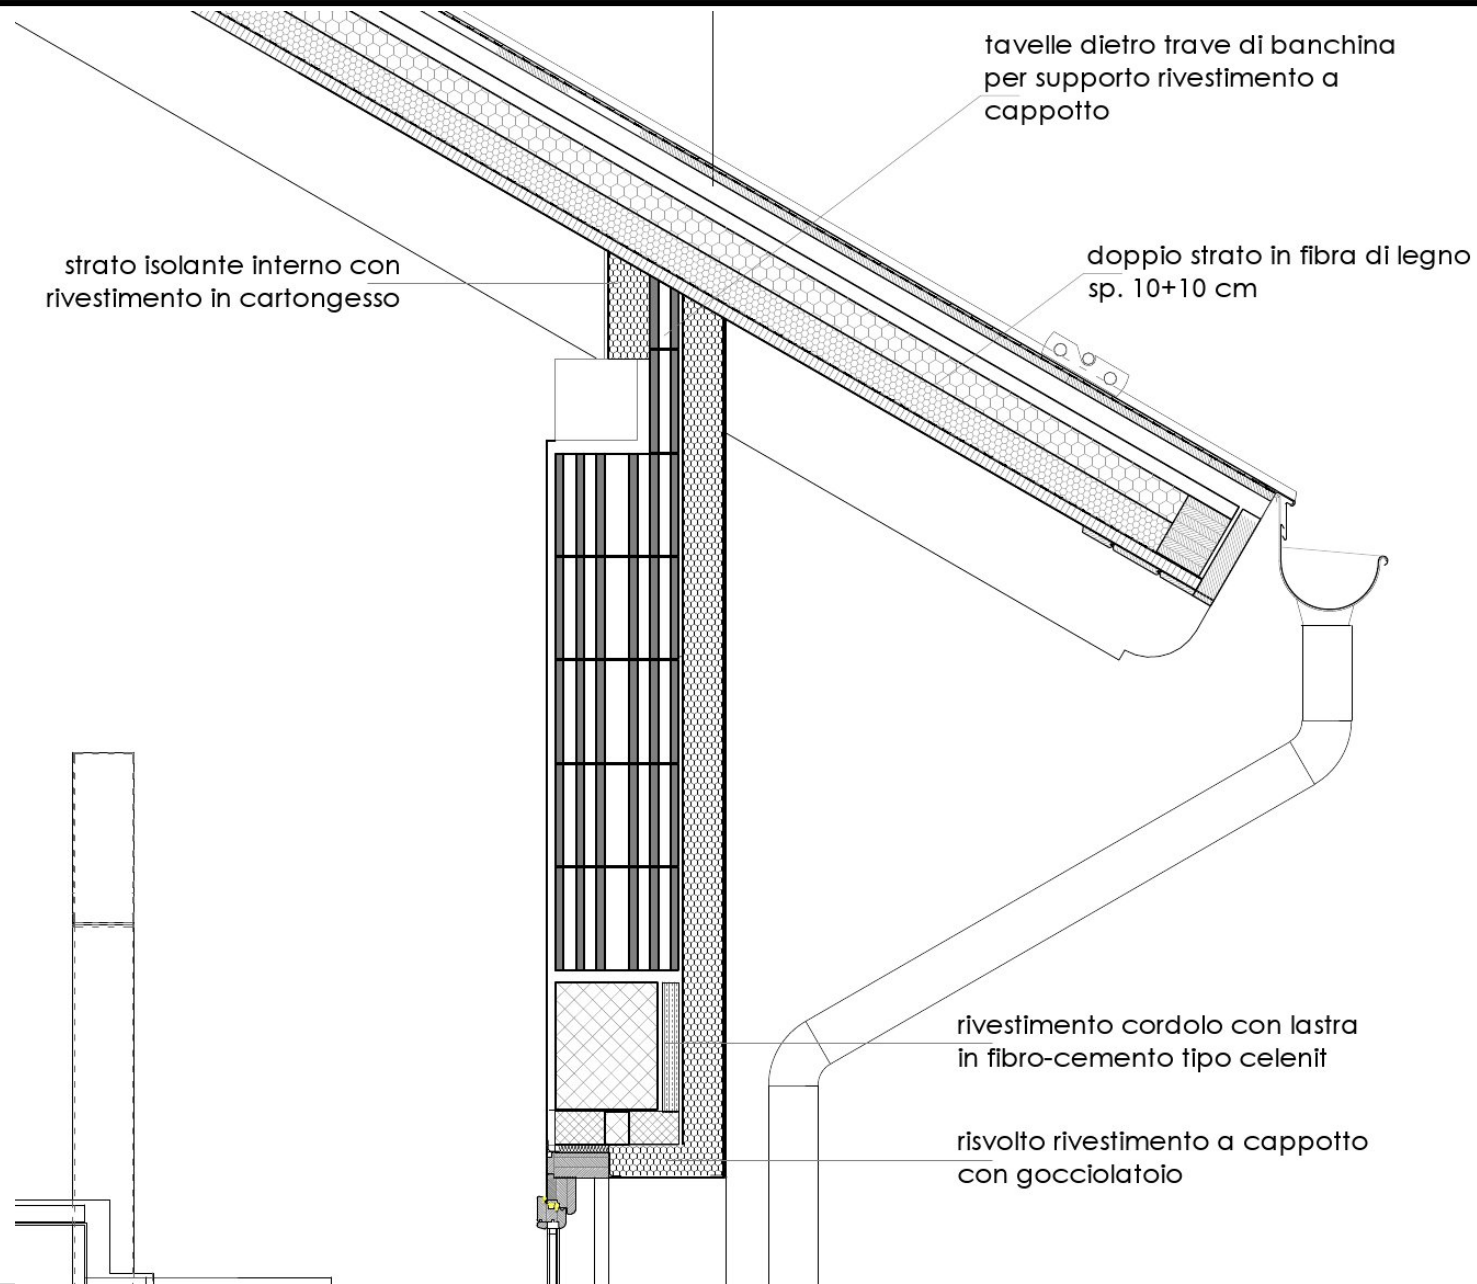 tavelle dietro trave di banchina
per supporto rivestimento a
cappotto
strato isolante interno con
rivestimento in cartongesso
doppio strato in fibra di legno
sp. 10+10 cm
rivestimento cordolo con lastra
in fibro-cemento tipo celenit
risvolto rivestimento a cappotto
con gocciolatoio